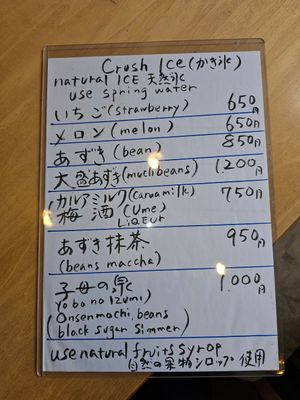 Crush Ice (かき氷)
natural ICE 天然氷
use spring water
いちご (strawberry) 650円
メロン (melon) 650円
あずき (bean) 850円
大盛あずき (muchbeans) 1,200円
カルアミルク (Caruamilk) 750円
梅酒 (Ume)
LiQEUr
あずき抹茶 950円
(beans maccha)
子母の泉 1,000円
Yobo no Izumi)
(Onsenmochi, beans
black sugar simmer)
use natural fruits syrop
自然の果物シロップ使用